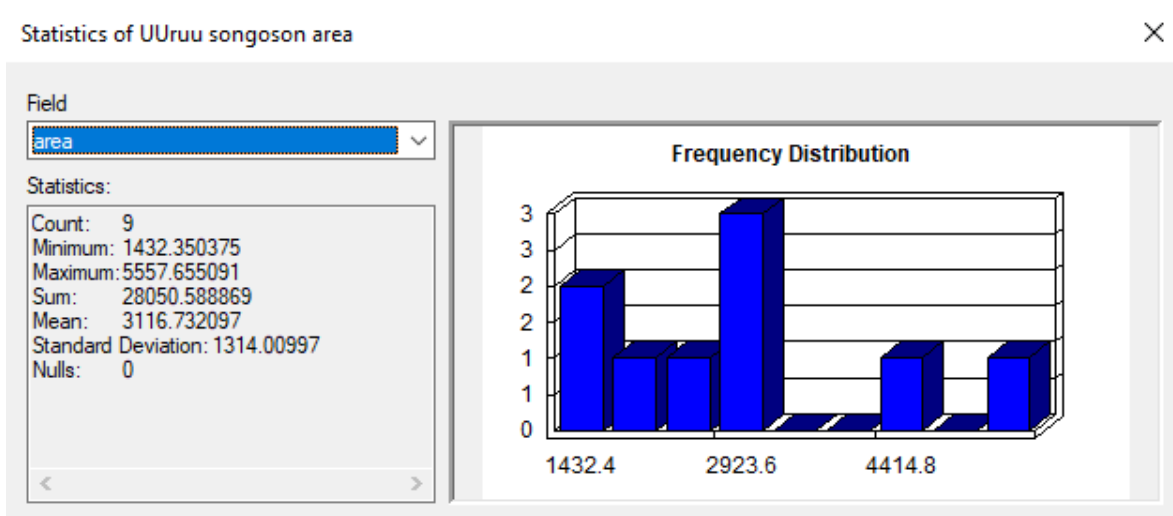 Statistics of UUruu songoson area
Field
area
Statistics:
Count: 9
Minimum: 1432.350375
Maximum: 5557.655091
Sum: 28050.588869
Mean: 3116.732097
Standard Deviation: 1314.00997
Nulls: 0
Frequency Distribution
3
3
2
2
1
1
0
1432.4 2923.6 4414.8